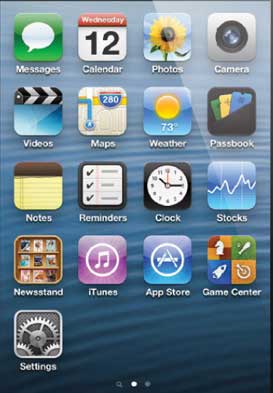 Wednesday
12
280
73°
Messages Calendar Photos Camera
Videos Maps Weather Passbook
Notes Reminders Clock Stocks
Newsstand iTunes App Store Game Center
Settings